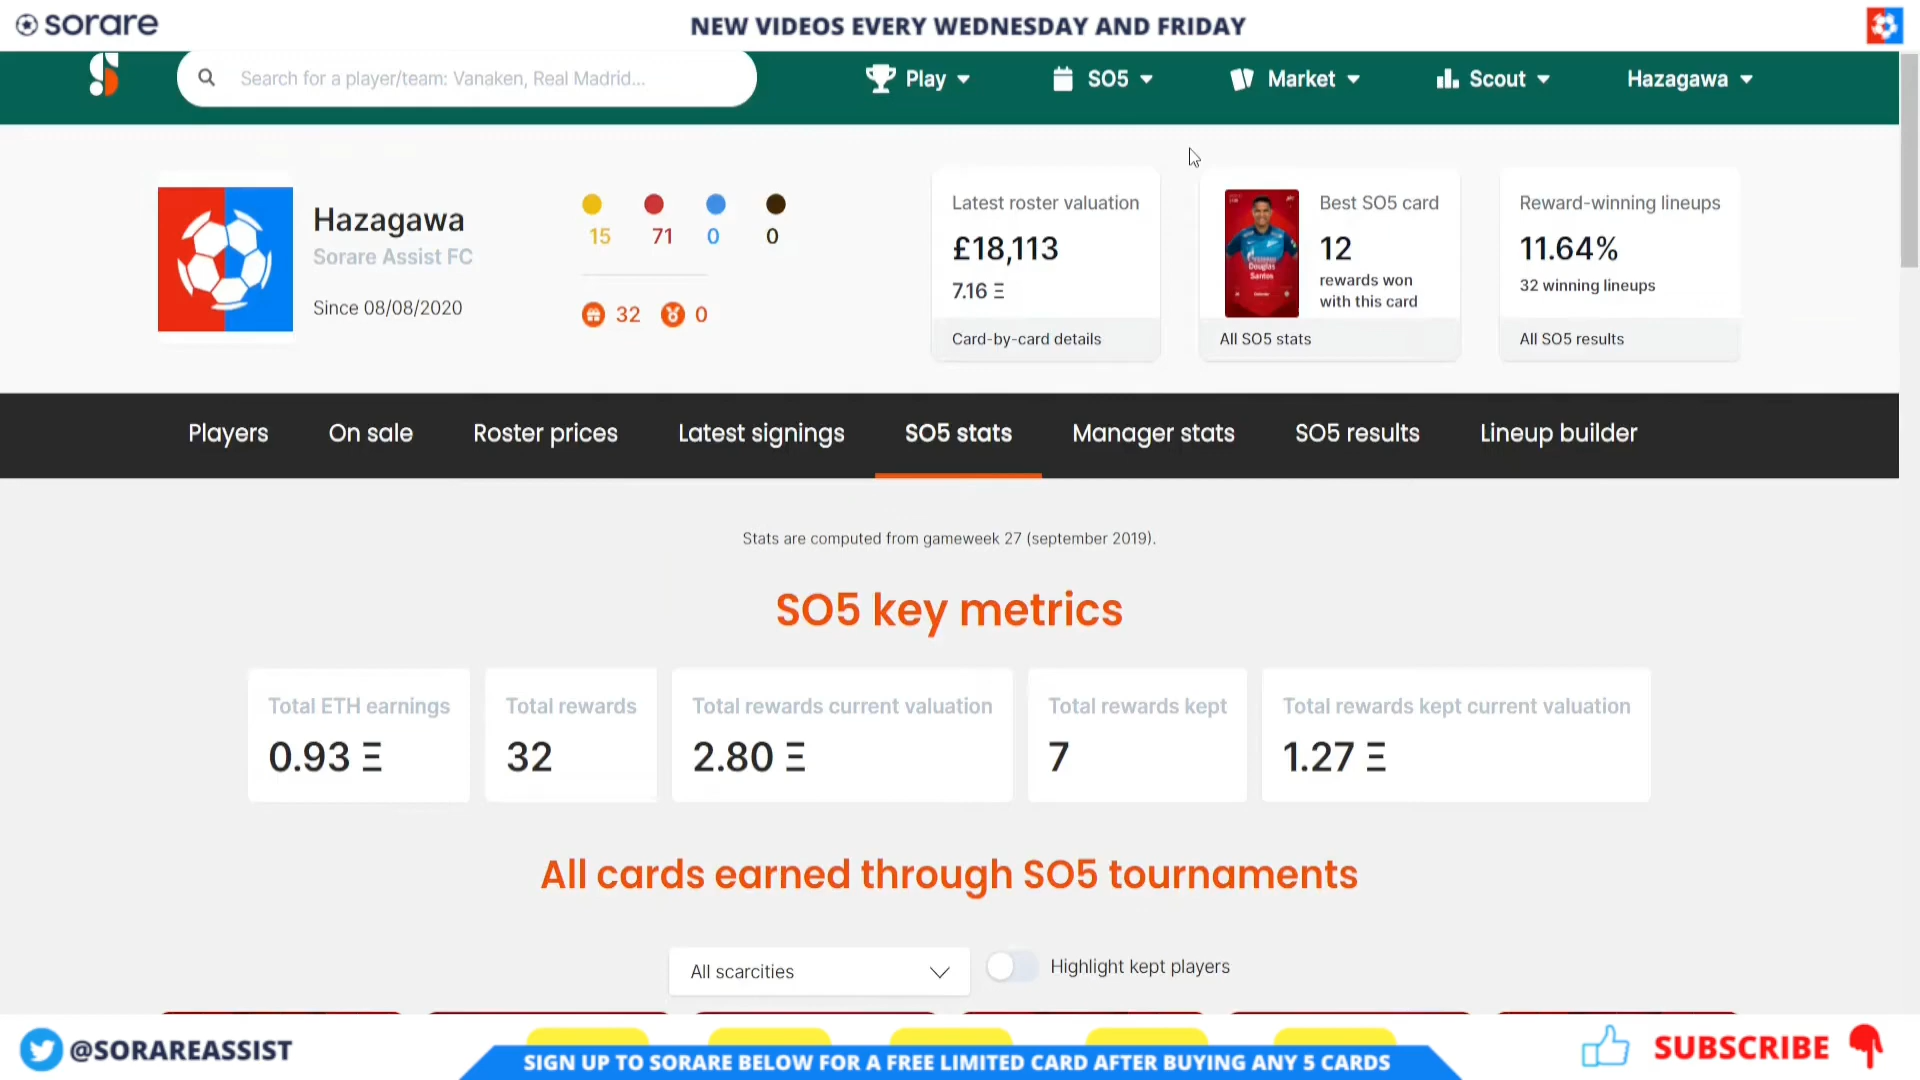 sorare
NEW VIDEOS EVERY WEDNESDAY AND FRIDAY
Search for a player/team: Vanaken, Real Madrid...
Play
SO5
Market
Scout
Hazagawa
Hazagawa
Sorare Assist FC
Since 08/08/2020
15 71 0 0
32 0
Latest roster valuation
£18,113
7.16 Ξ
Card-by-card details
Douglas
Santos
Best SO5 card
12
rewards won
with this card
All SO5 stats
Reward-winning lineups
11.64%
32 winning lineups
All SO5 results
Players
On sale
Roster prices
Latest signings
SO5 stats
Manager stats
SO5 results
Lineup builder
Stats are computed from gameweek 27 (september 2019).
SO5 key metrics
Total ETH earnings
0.93 Ξ
Total rewards
32
Total rewards current valuation
2.80 Ξ
Total rewards kept
7
Total rewards kept current valuation
1.27 Ξ
All cards earned through SO5 tournaments
All scarcities
Highlight kept players
@SORAREASSIST
SIGN UP TO SORARE BELOW FOR A FREE LIMITED CARD AFTER BUYING ANY 5 CARDS
SUBSCRIBE